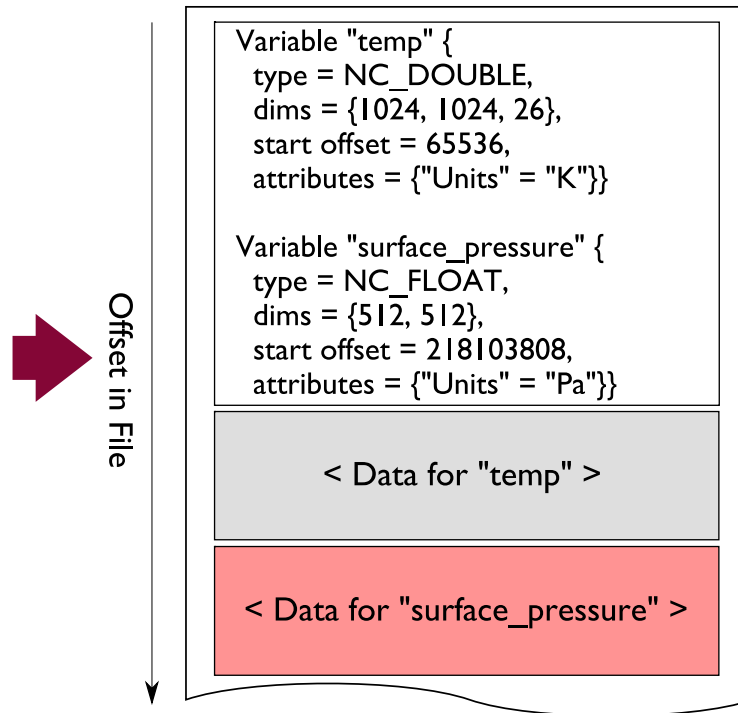 Offset in File
Variable "temp" {
type = NC_DOUBLE,
dims = {1024, 1024, 26},
start offset = 65536,
attributes = {"Units" = "K"}}
Variable "surface_pressure" {
type = NC_FLOAT,
dims = {512, 512},
start offset = 218103808,
attributes = {"Units" = "Pa"}}
< Data for "temp" >
< Data for "surface_pressure" >